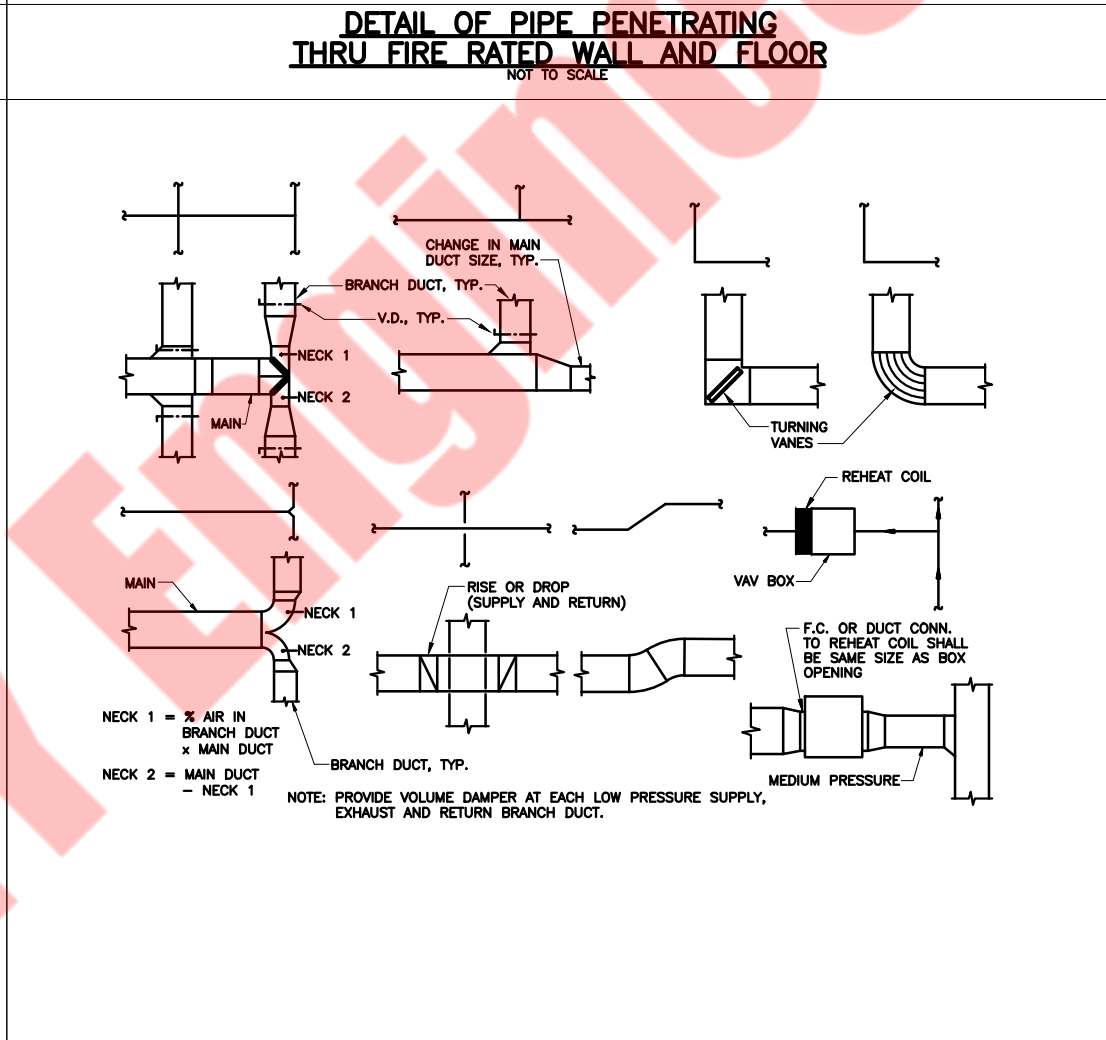 DETAIL OF PIPE PENETRATING
THRU FIRE RATED WALL AND FLOOR
NOT TO SCALE
CHANGE IN MAIN
DUCT SIZE, TYP.
BRANCH DUCT, TYP.
V.D., TYP.
NECK 1
NECK 2
MAIN
TURNING
VANES
REHEAT COIL
VAV BOX
MAIN
NECK 1
NECK 2
RISE OR DROP
(SUPPLY AND RETURN)
F.C. OR DUCT CONN.
TO REHEAT COIL SHALL
BE SAME SIZE AS BOX
OPENING
NECK 1 = % AIR IN
BRANCH DUCT
x MAIN DUCT
NECK 2 = MAIN DUCT
- NECK 1
BRANCH DUCT, TYP.
MEDIUM PRESSURE
NOTE: PROVIDE VOLUME DAMPER AT EACH LOW PRESSURE SUPPLY,
EXHAUST AND RETURN BRANCH DUCT.